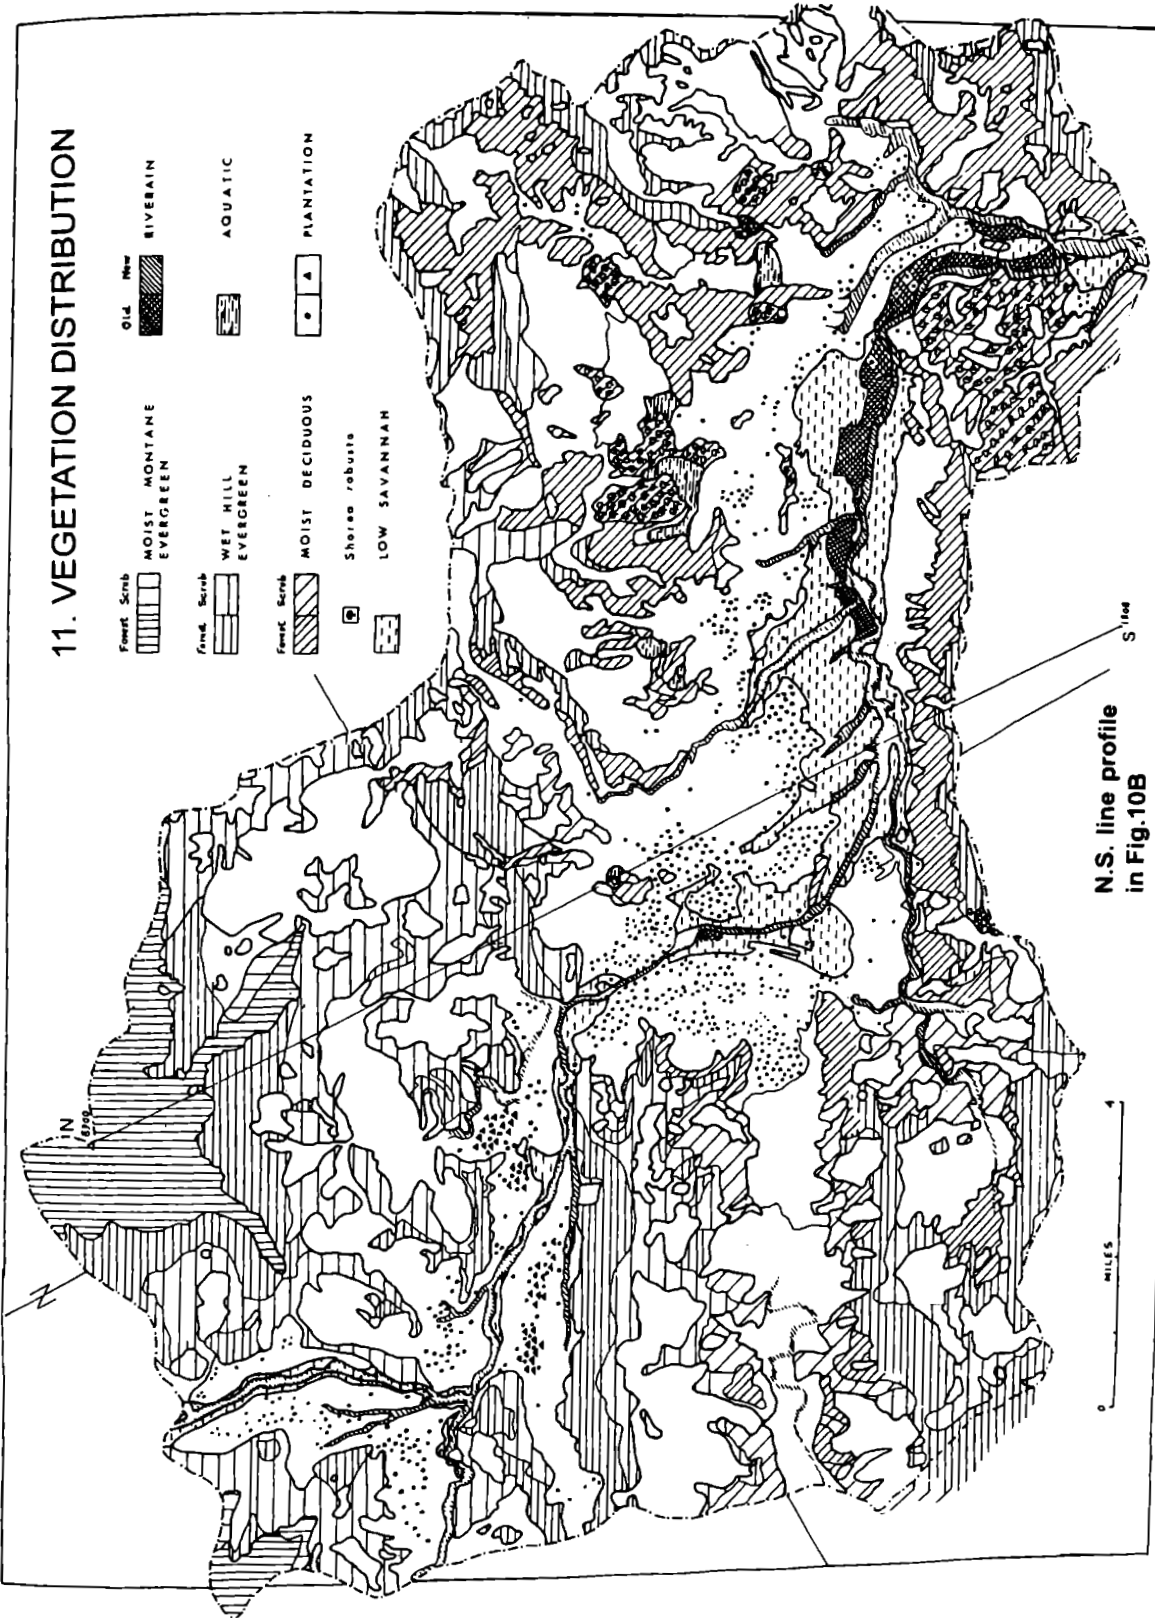 11. VEGETATION DISTRIBUTION
Forest Scrub
MOIST MONTANE
EVERGREEN
Forest Scrub
WET HILL
EVERGREEN
Forest Scrub
MOIST DECIDUOUS
Shorea robusta
LOW SAVANNAH
Old New
RIVERAIN
AQUATIC
PLANTATION
N
N
S
0 MILES 4
N.S. line profile
in Fig.10B